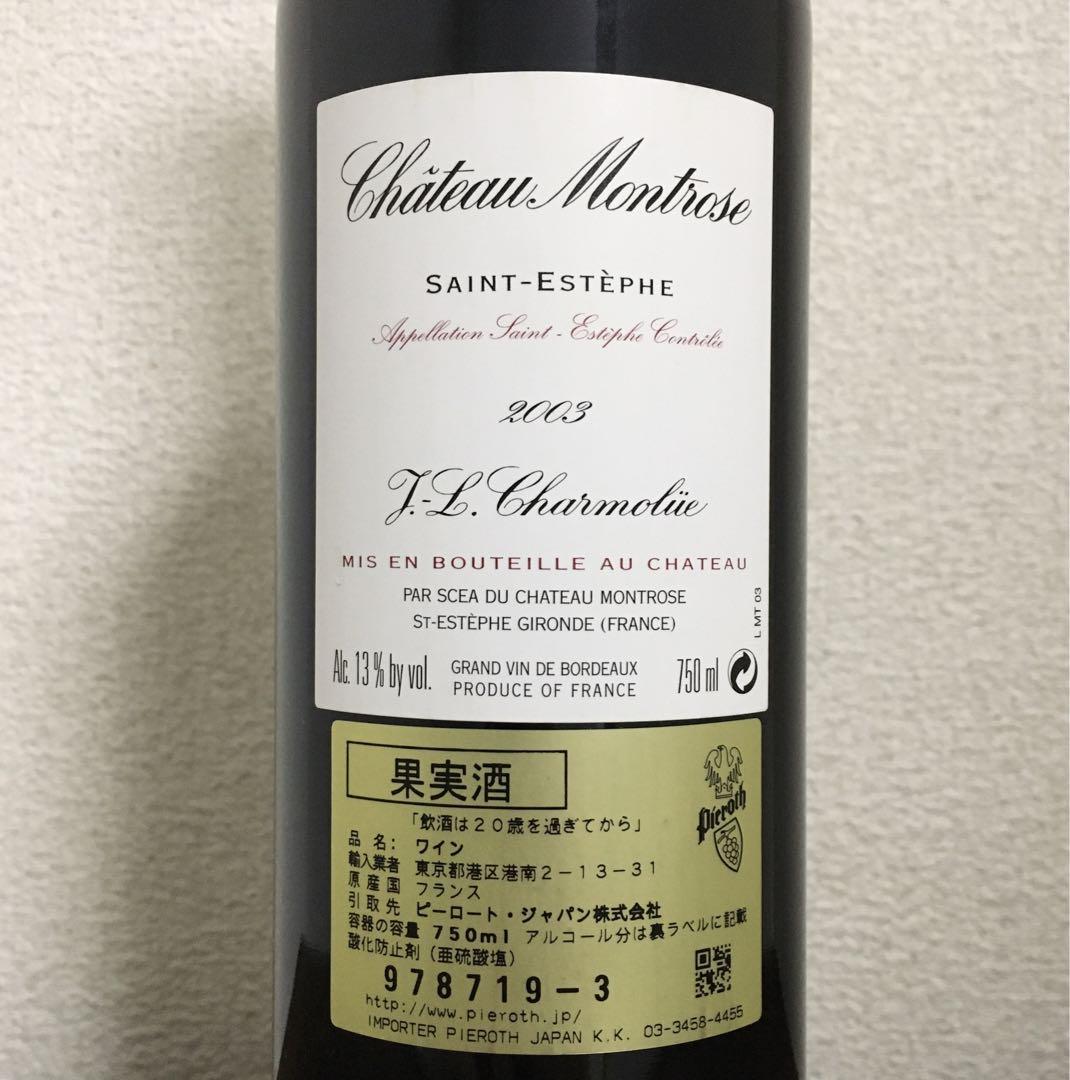 Château Montrose
SAINT-ESTÈPHE
Appellation Saint-Estèphe Contrôlée
2003
J.-L. Charmolüe
MIS EN BOUTEILLE AU CHATEAU
PAR SCEA DU CHATEAU MONTROSE
ST-ESTÈPHE GIRONDE (FRANCE)
L MT 03
Alc. 13 % by vol.
GRAND VIN DE BORDEAUX
PRODUCE OF FRANCE
750 ml
果実酒
Pieroth
「飲酒は20歳を過ぎてから」
品名: ワイン
輸入業者 東京都港区港南2-13-31
原産国 フランス
引取先 ピーロート・ジャパン株式会社
容器の容量 750ml アルコール分は裏ラベルに記載
酸化防止剤(亜硫酸塩)
978719-3
http://www.pieroth.jp/
IMPORTER PIEROTH JAPAN K.K. 03-3458-4455